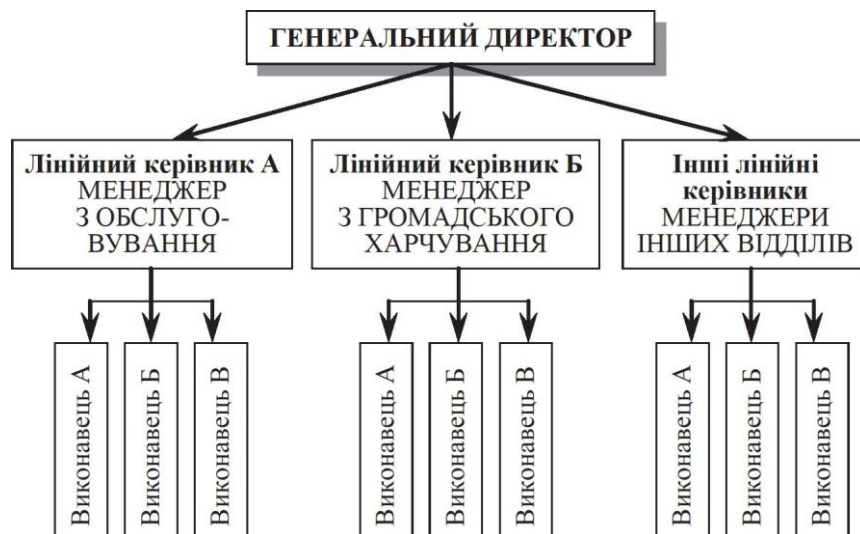 ГЕНЕРАЛЬНИЙ ДИРЕКТОР
Лінійний керівник А
МЕНЕДЖЕР
З ОБСЛУГО-
ВУВАННЯ
Лінійний керівник Б
МЕНЕДЖЕР
З ГРОМАДСЬКОГО
ХАРЧУВАННЯ
Інші лінійні
керівники
МЕНЕДЖЕРИ
ІНШИХ ВІДДІЛІВ
Виконавець А
Виконавець Б
Виконавець В
Виконавець А
Виконавець Б
Виконавець В
Виконавець А
Виконавець Б
Виконавець В